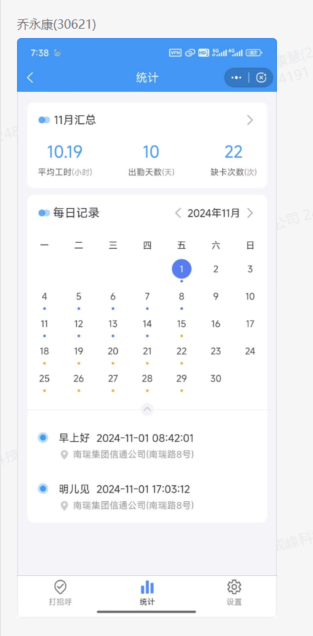 乔永康(30621)
7:38
统计
11月汇总
10.19 10 22
平均工时(小时) 出勤天数(天) 缺卡次数(次)
每日记录 2024年11月
一 二 三 四 五 六 日
1 2 3
4 5 6 7 8 9 10
11 12 13 14 15 16 17
18 19 20 21 22 23 24
25 26 27 28 29 30
早上好 2024-11-01 08:42:01
南瑞集团信通公司(南瑞路8号)
明儿见 2024-11-01 17:03:12
南瑞集团信通公司(南瑞路8号)
打招呼 统计 设置